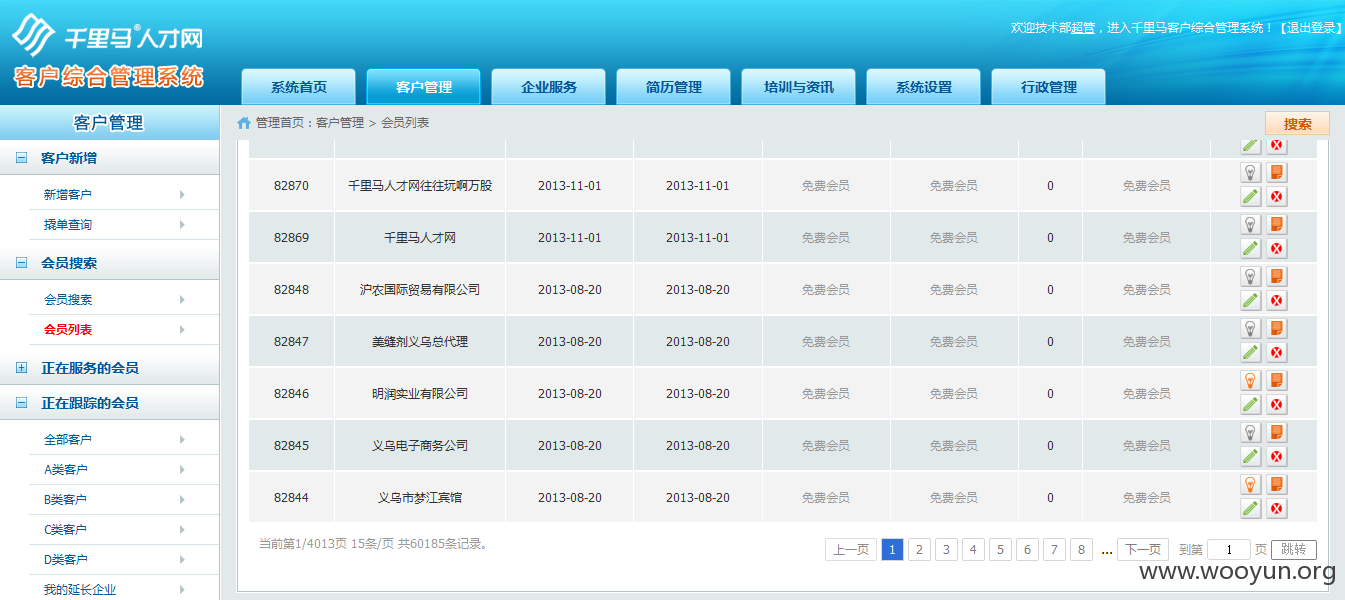 千里马®人才网
客户综合管理系统
欢迎技术部超管，进入千里马客户综合管理系统！【退出登录】
系统首页 客户管理 企业服务 简历管理 培训与资讯 系统设置 行政管理
客户管理
管理首页：客户管理 > 会员列表
搜索
客户新增
新增客户
撬单查询
会员搜索
会员搜索
会员列表
正在服务的会员
正在跟踪的会员
全部客户
A类客户
B类客户
C类客户
D类客户
我的延长企业
82870 千里马人才网往往玩啊万股 2013-11-01 2013-11-01 免费会员 免费会员 0 免费会员
82869 千里马人才网 2013-11-01 2013-11-01 免费会员 免费会员 0 免费会员
82848 沪农国际贸易有限公司 2013-08-20 2013-08-20 免费会员 免费会员 0 免费会员
82847 美缝剂义乌总代理 2013-08-20 2013-08-20 免费会员 免费会员 0 免费会员
82846 明润实业有限公司 2013-08-20 2013-08-20 免费会员 免费会员 0 免费会员
82845 义乌电子商务公司 2013-08-20 2013-08-20 免费会员 免费会员 0 免费会员
82844 义乌市梦江宾馆 2013-08-20 2013-08-20 免费会员 免费会员 0 免费会员
当前第1/4013页 15条/页 共60185条记录。
上一页 1 2 3 4 5 6 7 8 ... 下一页 到第 1 页 跳转
www.wooyun.org